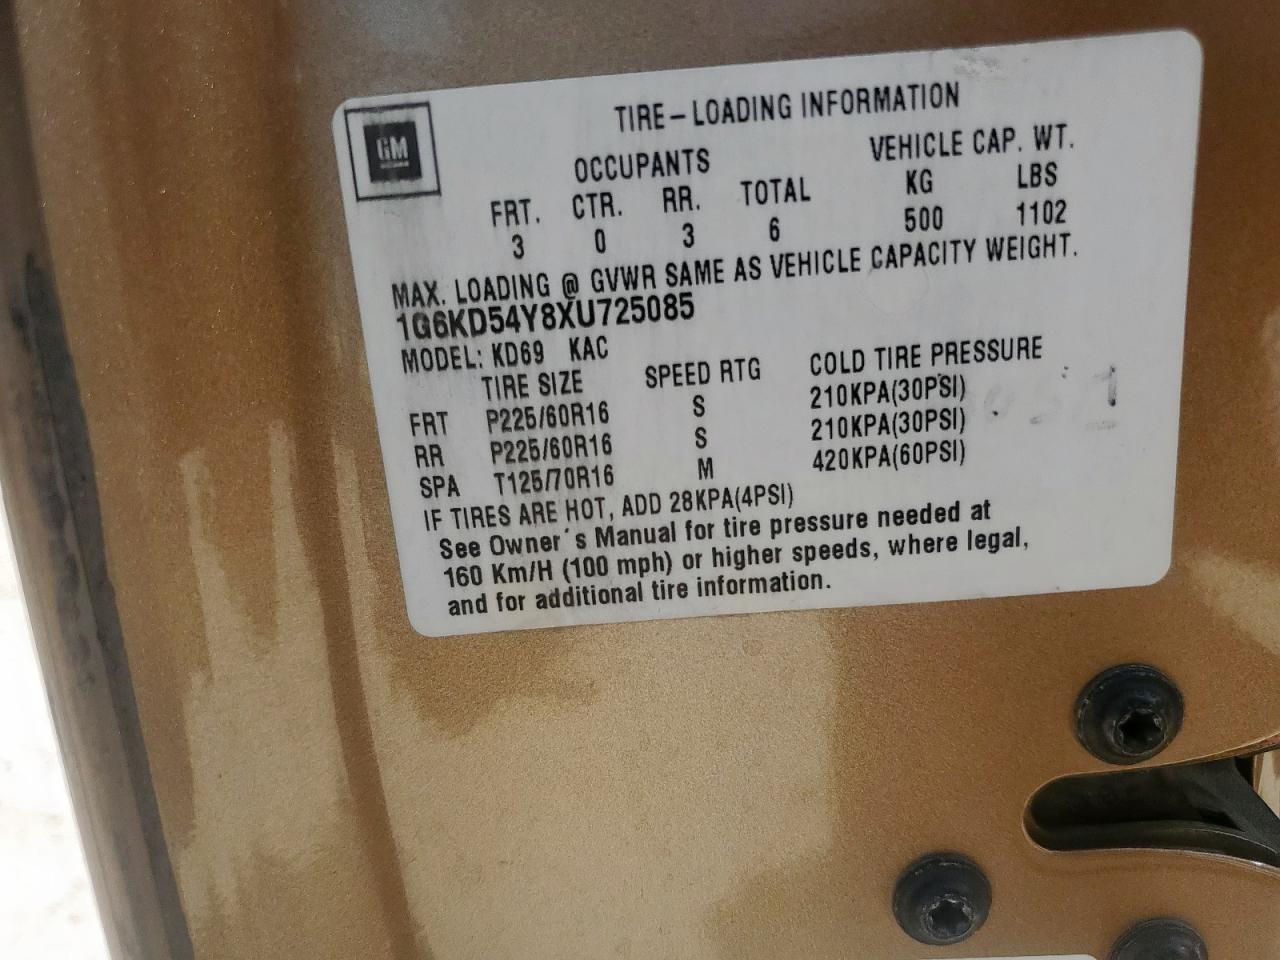 GM
TIRE-LOADING INFORMATION
OCCUPANTS VEHICLE CAP. WT.
FRT. CTR. RR. TOTAL KG LBS
3 0 3 6 500 1102
MAX. LOADING @ GVWR SAME AS VEHICLE CAPACITY WEIGHT.
1G6KD54Y8XU725085
MODEL: KD69 KAC
TIRE SIZE SPEED RTG COLD TIRE PRESSURE
FRT P225/60R16 S 210KPA(30PSI)
RR P225/60R16 S 210KPA(30PSI)
SPA T125/70R16 M 420KPA(60PSI)
IF TIRES ARE HOT, ADD 28KPA(4PSI)
See Owner's Manual for tire pressure needed at
160 Km/H (100 mph) or higher speeds, where legal,
and for additional tire information.